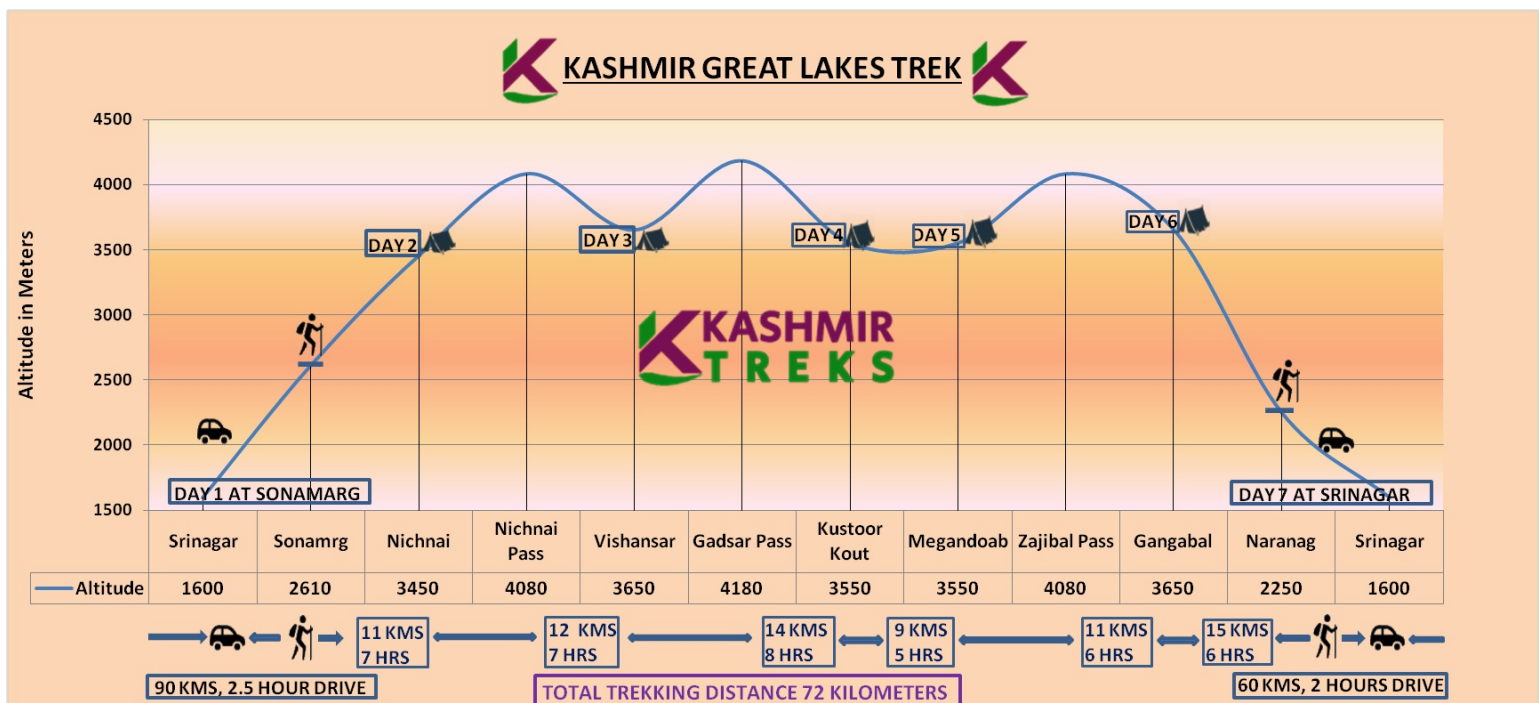 KASHMIR GREAT LAKES TREK
4500
4000
3500
3000
2500
2000
1500
Altitude in Meters
DAY 2
DAY 3
DAY 4
DAY 5
DAY 6
KASHMIR
TREKS
DAY 1 AT SONAMARG
DAY 7 AT SRINAGAR
Srinagar Sonamrg Nichnai Nichnai Pass Vishansar Gadsar Pass Kustoor Kout Megandoab Zajibal Pass Gangabal Naranag Srinagar
Altitude 1600 2610 3450 4080 3650 4180 3550 3550 4080 3650 2250 1600
11 KMS 12 KMS 14 KMS 9 KMS 11 KMS 15 KMS
7 HRS 7 HRS 8 HRS 5 HRS 6 HRS 6 HRS
90 KMS, 2.5 HOUR DRIVE
TOTAL TREKKING DISTANCE 72 KILOMETERS
60 KMS, 2 HOURS DRIVE